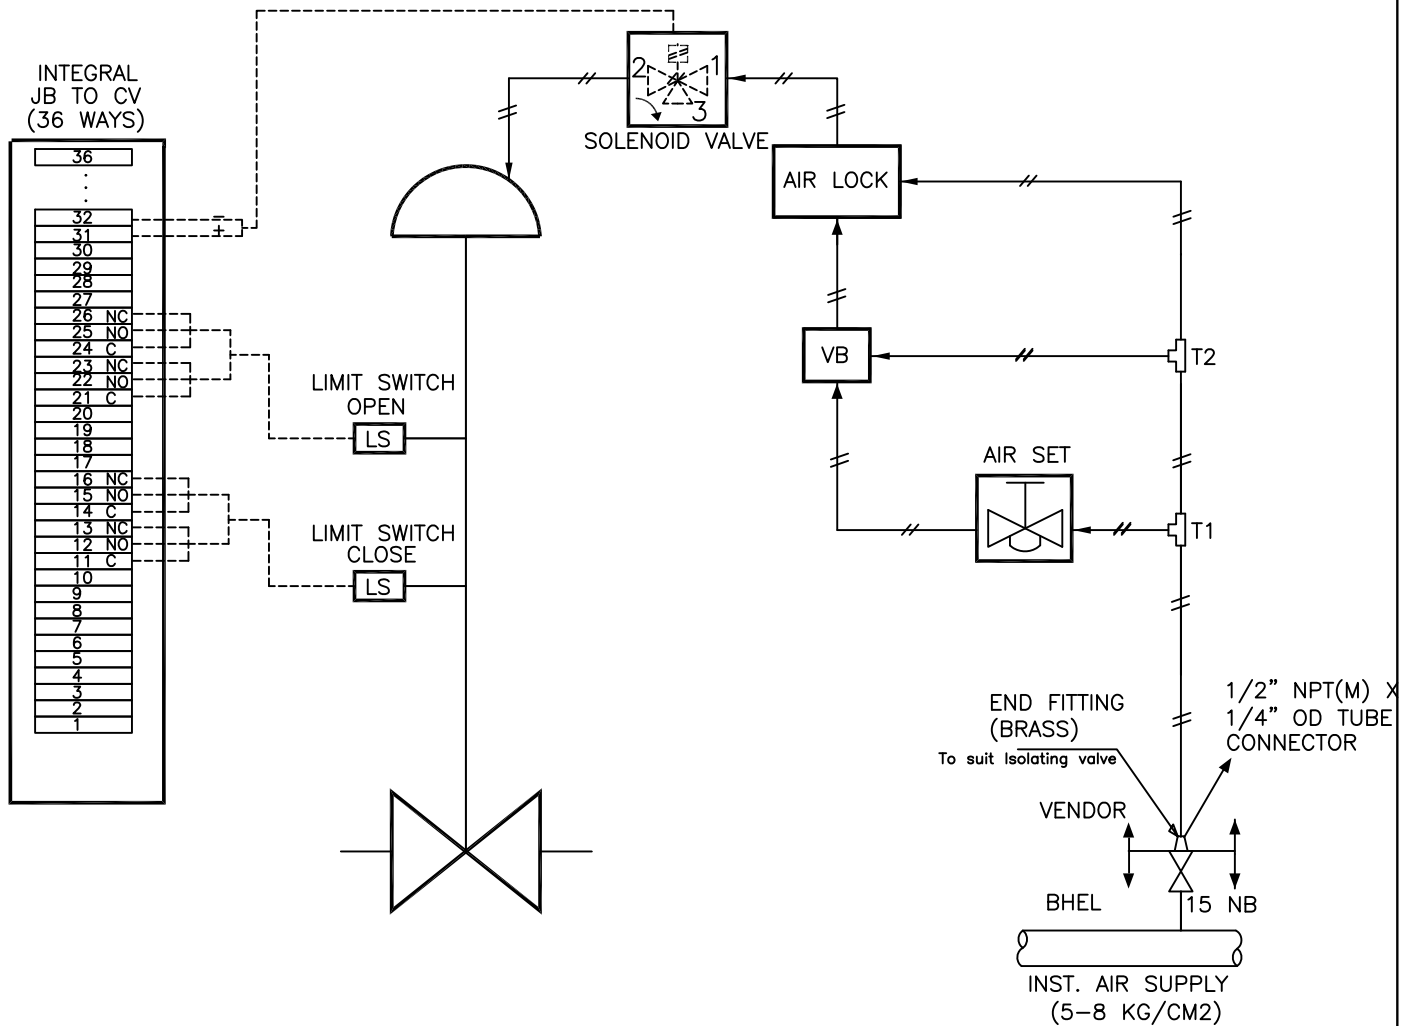 INTEGRAL
JB TO CV
(36 WAYS)
36
32 −
31 +
30
29
28
27
26 NC
25 NO
24 C
23 NC
22 NO
21 C
20
19
18
17
16 NC
15 NO
14 C
13 NC
12 NO
11 C
10
9
8
7
6
5
4
3
2
1
LIMIT SWITCH
OPEN
LS
LIMIT SWITCH
CLOSE
LS
2 1
3
SOLENOID VALVE
AIR LOCK
VB
T2
AIR SET
T1
END FITTING
(BRASS)
To suit Isolating valve
1/2” NPT(M) X
1/4” OD TUBE
CONNECTOR
VENDOR
BHEL
15 NB
INST. AIR SUPPLY
(5−8 KG/CM2)